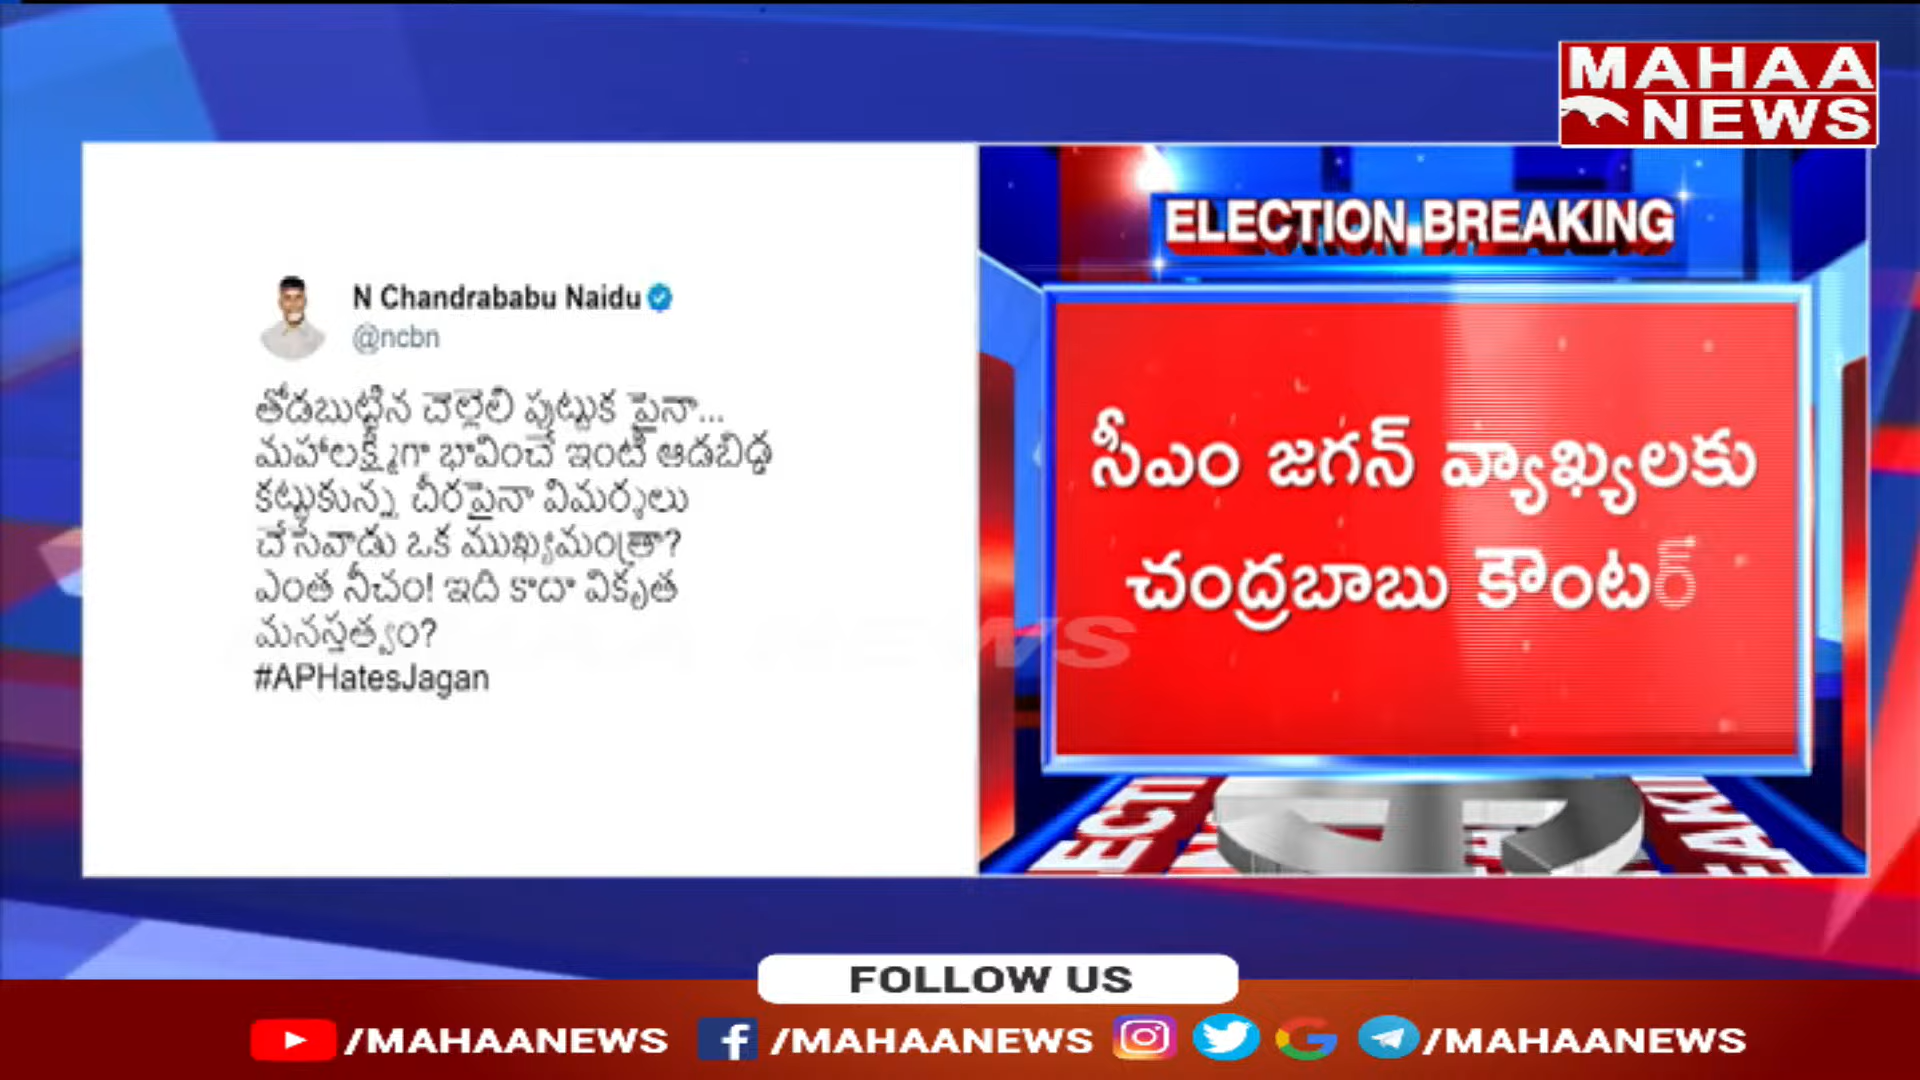 MAHAA
NEWS
N Chandrababu Naidu
@ncbn
తోడబుట్టిన చెల్లెలి పుట్టుక పైనా...
మహాలక్ష్మిగా భావించే ఇంటి ఆడబిడ్డ
కట్టుకున్న చీరపైనా విమర్శలు
చేసేవాడు ఒక ముఖ్యమంత్రా?
ఎంత నీచం! ఇది కాదా వికృత
మనస్తత్వం?
#APHatesJagan
ELECTION BREAKING
సీఎం జగన్ వ్యాఖ్యలకు
చంద్రబాబు కౌంటర్
FOLLOW US
/MAHAANEWS /MAHAANEWS /MAHAANEWS